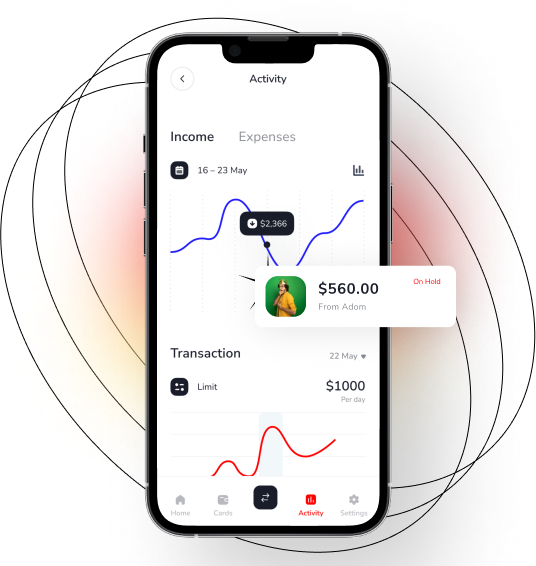 Activity
Income Expenses
16 – 23 May
$2,366
$560.00 On Hold
From Adom
Transaction 22 May
Limit $1000
Per day
Home Cards Activity Settings